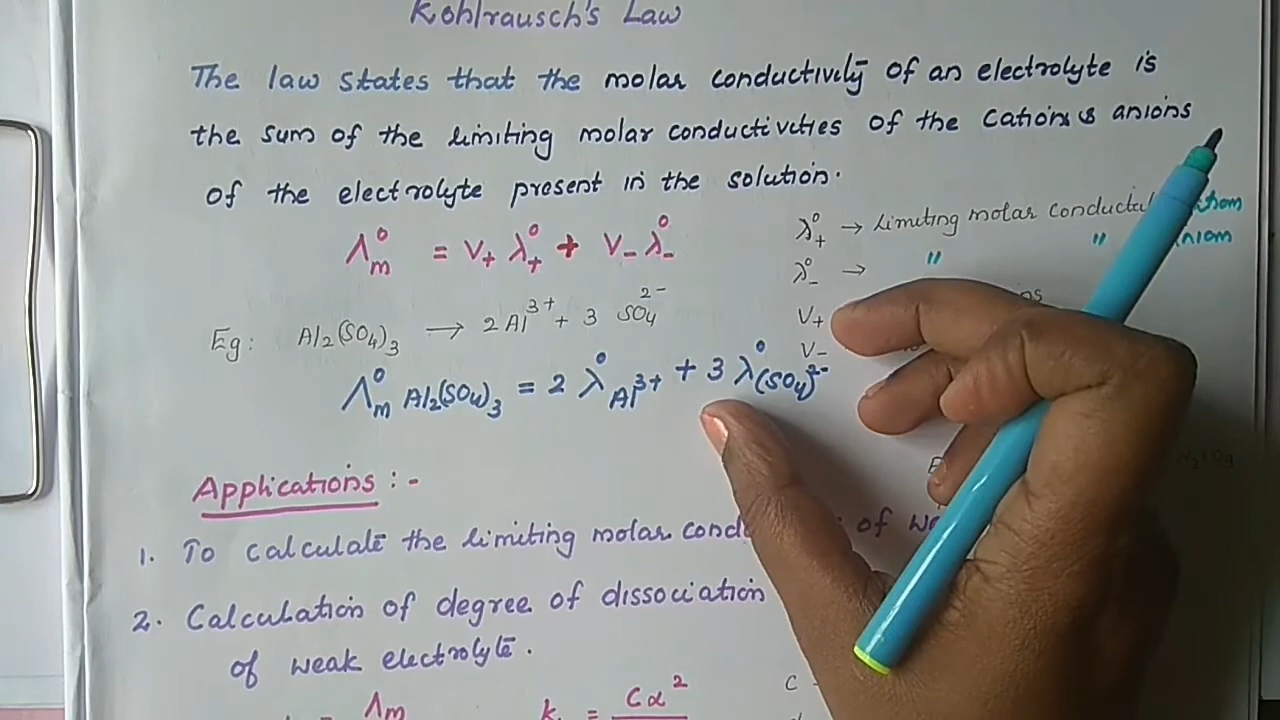 Kohlrausch's Law
The law states that the molar conductivity of an electrolyte is
the sum of the limiting molar conductivities of the cations & anions
of the electrolyte present in the solution.
Λ°m = V+ λ°+ + V- λ°-
λ°+ → Limiting molar
λ°- → " "
Eg: Al2(SO4)3 → 2Al3+ + 3 SO4 2-
V+
V-
Λ°m Al2(SO4)3 = 2 λ°Al3+ + 3 λ°(SO4)2-
Applications :-
1. To calculate the limiting molar of
2. Calculation of degree of dissociation
of weak electrolyte.
Λm
k = Cα2
C -